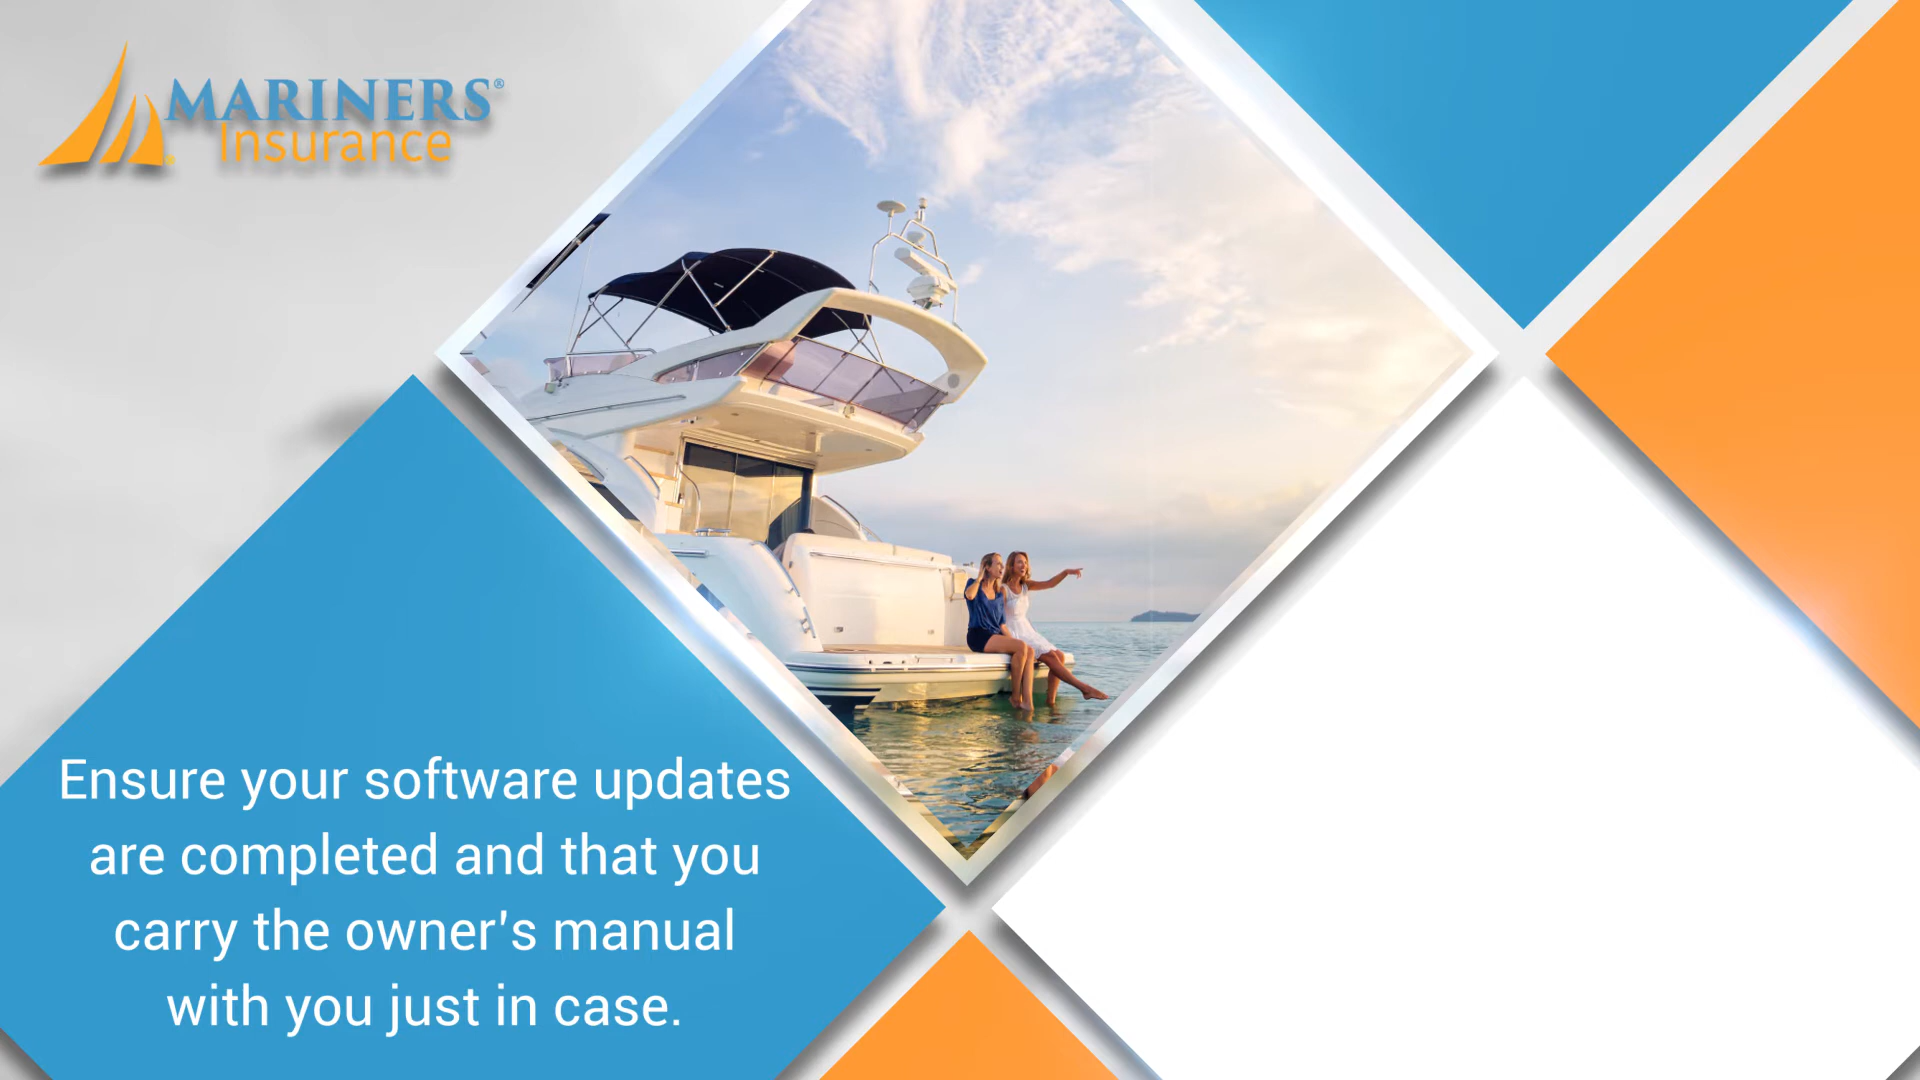 MARINERS®
Insurance
Ensure your software updates
are completed and that you
carry the owner's manual
with you just in case.